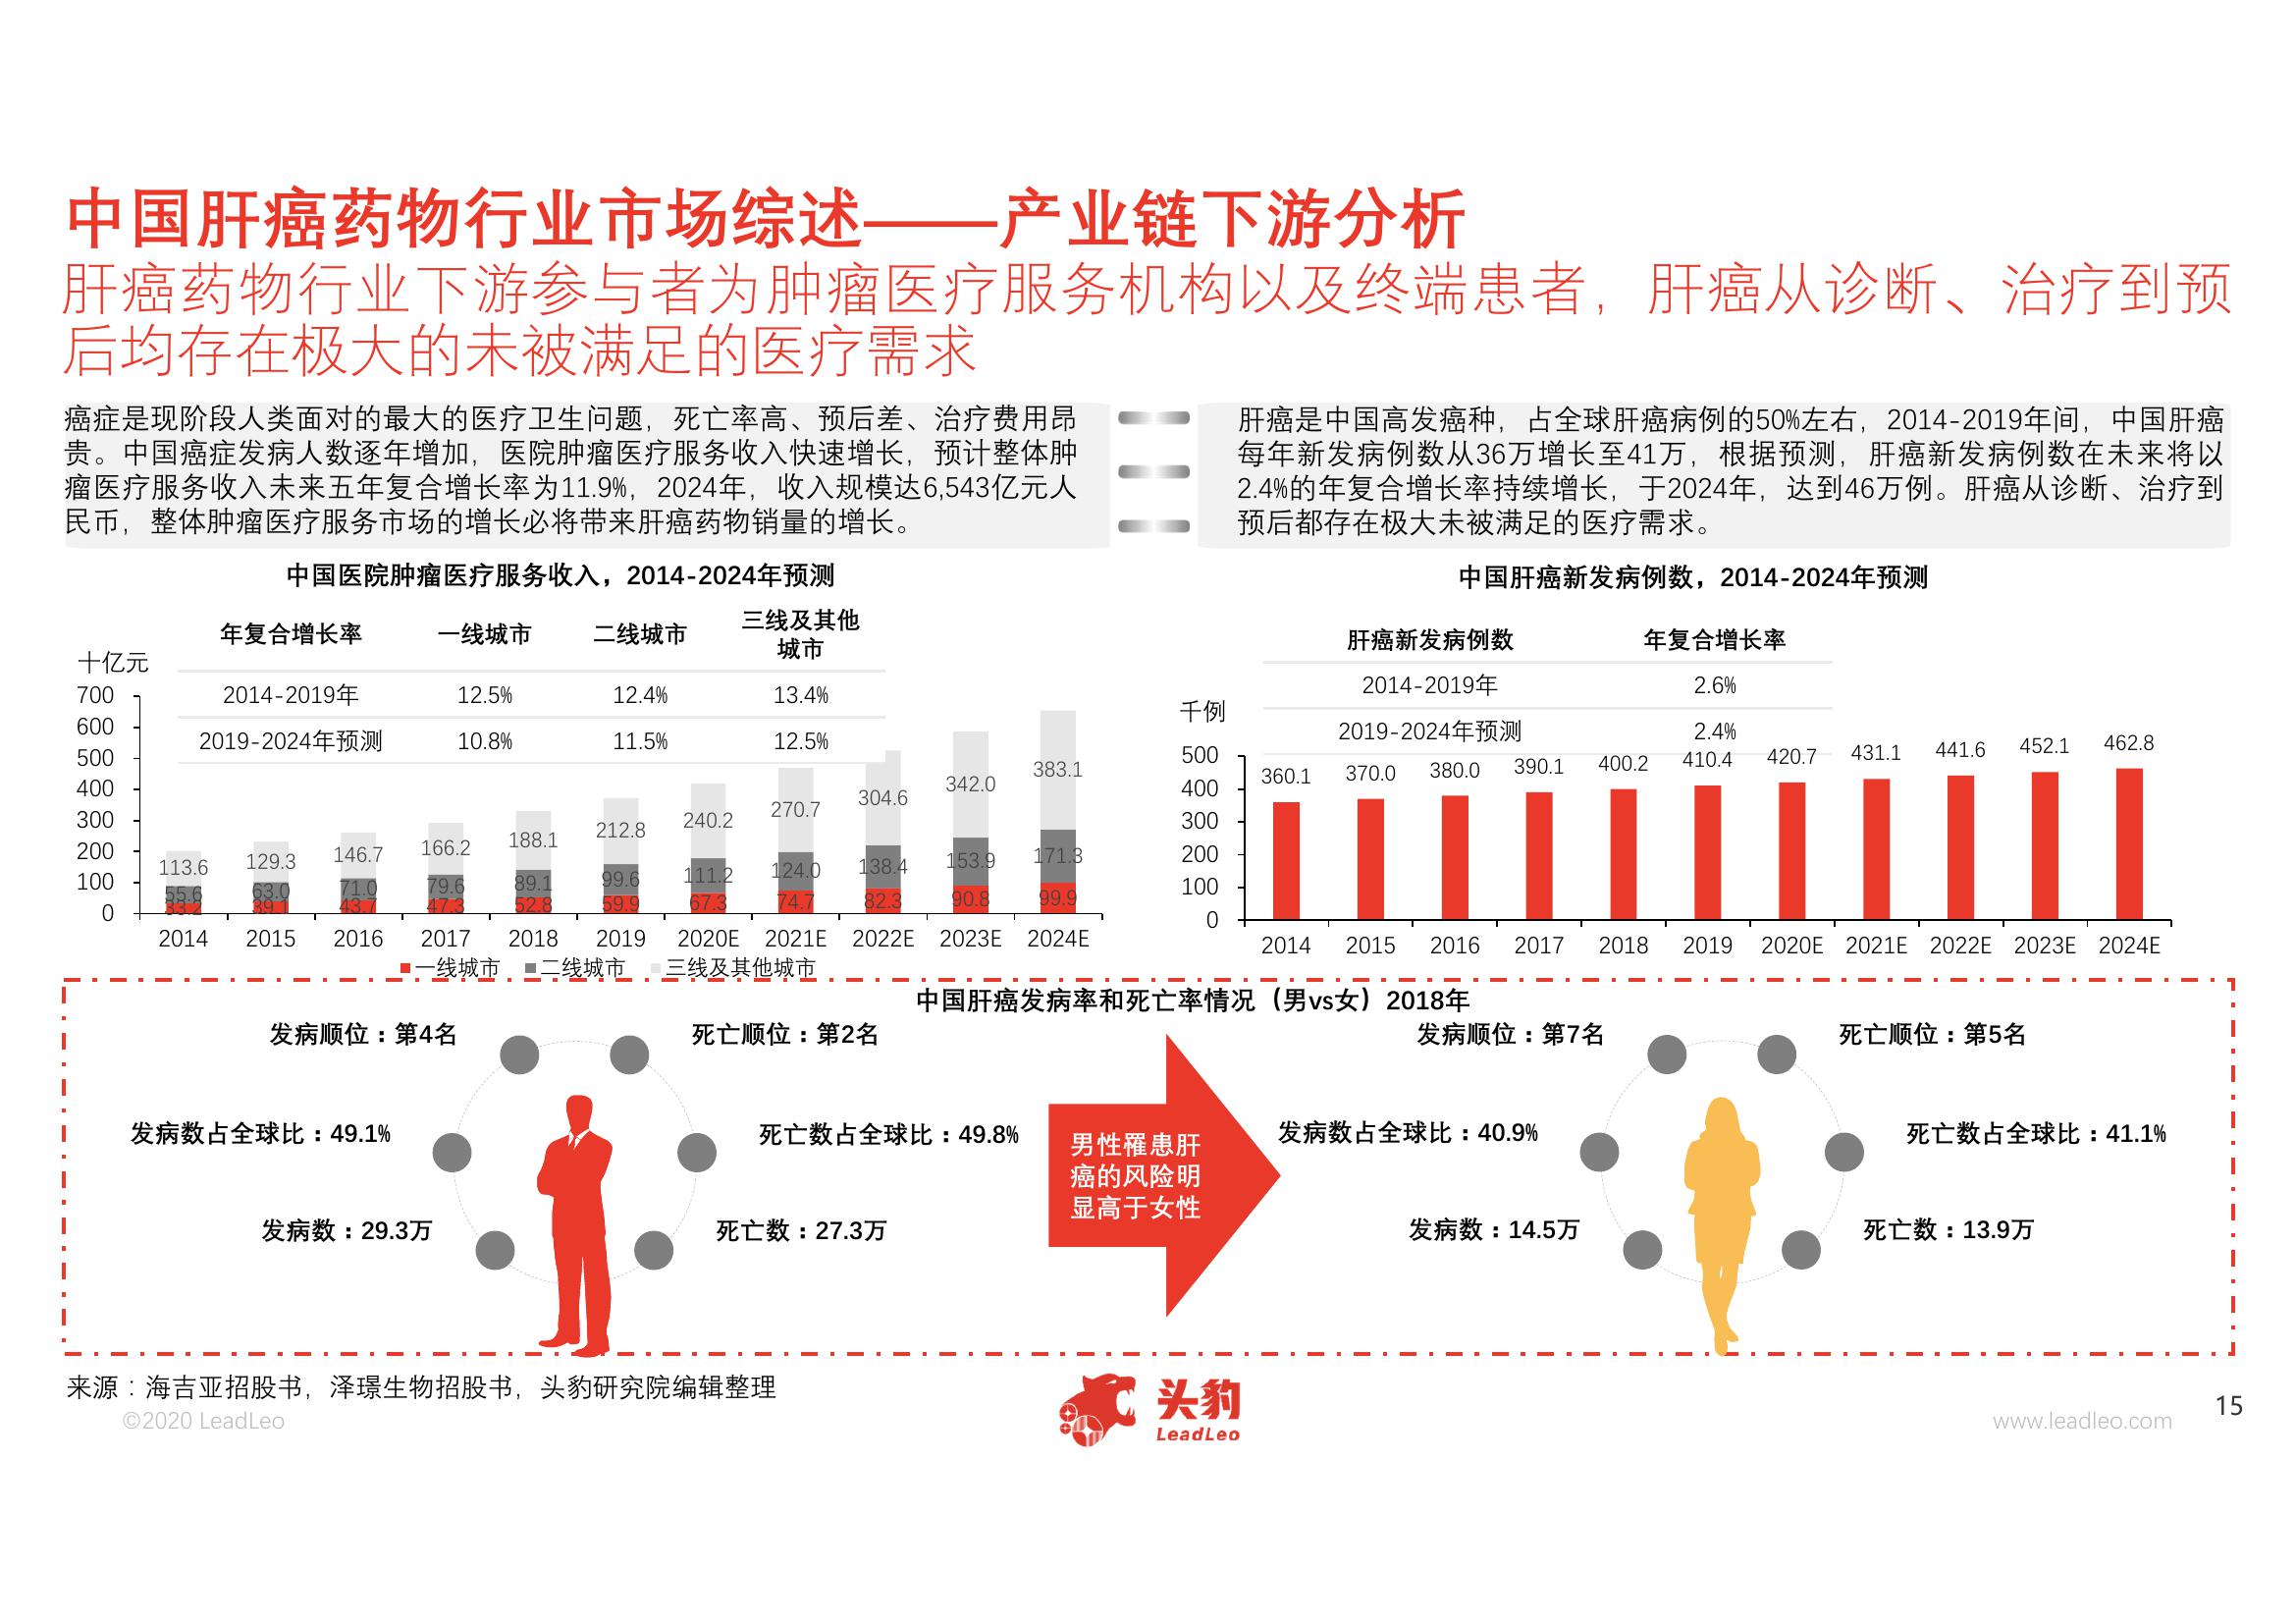 中国肝癌药物行业市场综述——产业链下游分析
肝癌药物行业下游参与者为肿瘤医疗服务机构以及终端患者，肝癌从诊断、治疗到预
后均存在极大的未被满足的医疗需求
癌症是现阶段人类面对的最大的医疗卫生问题，死亡率高、预后差、治疗费用昂
贵。中国癌症发病人数逐年增加，医院肿瘤医疗服务收入快速增长，预计整体肿
瘤医疗服务收入未来五年复合增长率为11.9%，2024年，收入规模达6,543亿元人
民币，整体肿瘤医疗服务市场的增长必将带来肝癌药物销量的增长。
肝癌是中国高发癌种，占全球肝癌病例的50%左右，2014-2019年间，中国肝癌
每年新发病例数从36万增长至41万，根据预测，肝癌新发病例数在未来将以
2.4%的年复合增长率持续增长，于2024年，达到46万例。肝癌从诊断、治疗到
预后都存在极大未被满足的医疗需求。
中国医院肿瘤医疗服务收入，2014-2024年预测
年复合增长率 一线城市 二线城市 三线及其他
城市
2014-2019年 12.5% 12.4% 13.4%
2019-2024年预测 10.8% 11.5% 12.5%
十亿元
700
600
500
400
300
200
100
0
113.6 129.3 146.7 166.2 188.1 212.8 240.2 270.7 304.6 342.0 383.1
55.6 63.0 71.0 79.6 89.1 99.6 111.2 124.0 138.4 153.9 171.3
33.2 39.1 43.7 47.3 52.8 59.9 67.3 74.7 82.3 90.8 99.9
2014 2015 2016 2017 2018 2019 2020E 2021E 2022E 2023E 2024E
一线城市 二线城市 三线及其他城市
中国肝癌新发病例数，2014-2024年预测
肝癌新发病例数 年复合增长率
2014-2019年 2.6%
2019-2024年预测 2.4%
千例
500
400
300
200
100
0
360.1 370.0 380.0 390.1 400.2 410.4 420.7 431.1 441.6 452.1 462.8
2014 2015 2016 2017 2018 2019 2020E 2021E 2022E 2023E 2024E
中国肝癌发病率和死亡率情况（男vs女）2018年
发病顺位：第4名
死亡顺位：第2名
发病数占全球比：49.1%
死亡数占全球比：49.8%
发病数：29.3万
死亡数：27.3万
男性罹患肝
癌的风险明
显高于女性
发病顺位：第7名
死亡顺位：第5名
发病数占全球比：40.9%
死亡数占全球比：41.1%
发病数：14.5万
死亡数：13.9万
来源：海吉亚招股书，泽璟生物招股书，头豹研究院编辑整理
©2020 LeadLeo
头豹
LeadLeo
www.leadleo.com
15